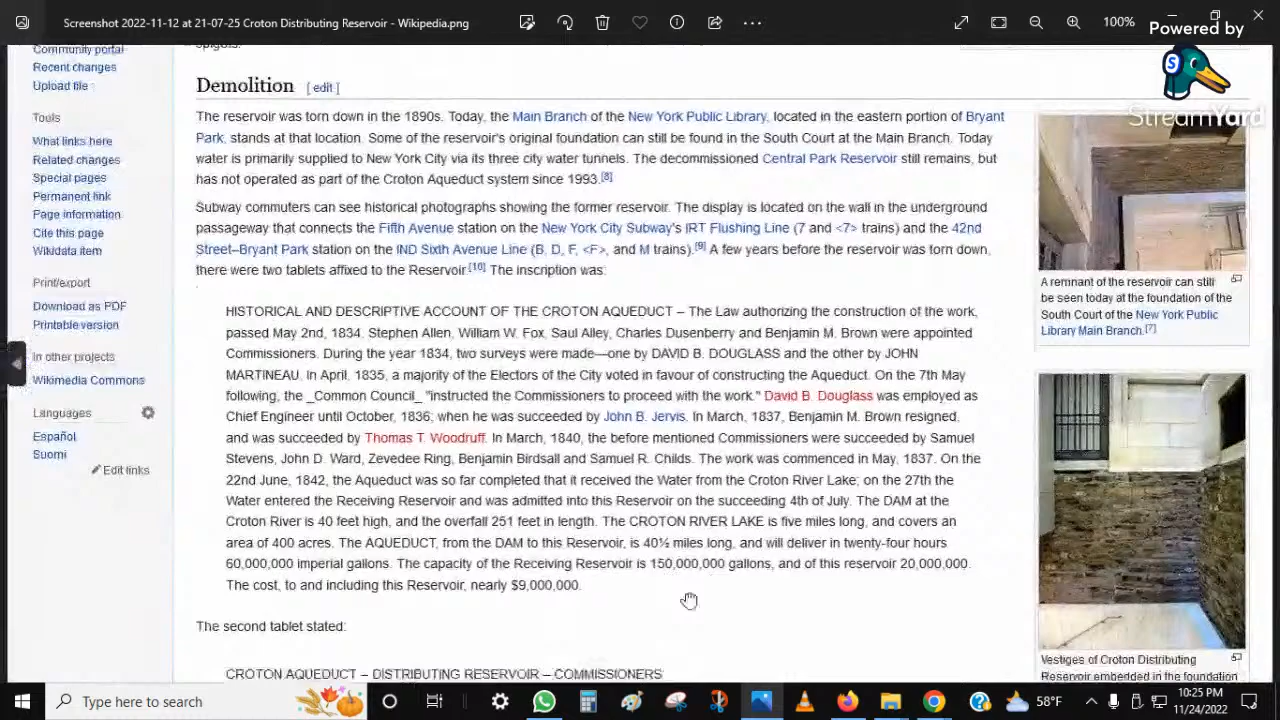 Screenshot 2022-11-12 at 21-07-25 Croton Distributing Reservoir - Wikipedia.png
100%
Powered by
StreamYard
Community portal
Recent changes
Upload file
Tools
What links here
Related changes
Special pages
Permanent link
Page information
Cite this page
Wikidata item
Print/export
Download as PDF
Printable version
In other projects
Wikimedia Commons
Languages
Español
Suomi
Edit links
spigots.
Demolition [ edit ]
The reservoir was torn down in the 1890s. Today, the Main Branch of the New York Public Library, located in the eastern portion of Bryant
Park, stands at that location. Some of the reservoir's original foundation can still be found in the South Court at the Main Branch. Today
water is primarily supplied to New York City via its three city water tunnels. The decommissioned Central Park Reservoir still remains, but
has not operated as part of the Croton Aqueduct system since 1993.[8]
Subway commuters can see historical photographs showing the former reservoir. The display is located on the wall in the underground
passageway that connects the Fifth Avenue station on the New York City Subway's IRT Flushing Line (7 and <7> trains) and the 42nd
Street–Bryant Park station on the IND Sixth Avenue Line (B, D, F, <F>, and M trains).[9] A few years before the reservoir was torn down,
there were two tablets affixed to the Reservoir.[10] The inscription was:
HISTORICAL AND DESCRIPTIVE ACCOUNT OF THE CROTON AQUEDUCT – The Law authorizing the construction of the work,
passed May 2nd, 1834. Stephen Allen, William W. Fox, Saul Alley, Charles Dusenberry and Benjamin M. Brown were appointed
Commissioners. During the year 1834, two surveys were made—one by DAVID B. DOUGLASS and the other by JOHN
MARTINEAU. In April, 1835, a majority of the Electors of the City voted in favour of constructing the Aqueduct. On the 7th May
following, the _Common Council_ "instructed the Commissioners to proceed with the work." David B. Douglass was employed as
Chief Engineer until October, 1836; when he was succeeded by John B. Jervis. In March, 1837, Benjamin M. Brown resigned,
and was succeeded by Thomas T. Woodruff. In March, 1840, the before mentioned Commissioners were succeeded by Samuel
Stevens, John D. Ward, Zevedee Ring, Benjamin Birdsall and Samuel R. Childs. The work was commenced in May, 1837. On the
22nd June, 1842, the Aqueduct was so far completed that it received the Water from the Croton River Lake; on the 27th the
Water entered the Receiving Reservoir and was admitted into this Reservoir on the succeeding 4th of July. The DAM at the
Croton River is 40 feet high, and the overfall 251 feet in length. The CROTON RIVER LAKE is five miles long, and covers an
area of 400 acres. The AQUEDUCT, from the DAM to this Reservoir, is 40½ miles long, and will deliver in twenty-four hours
60,000,000 imperial gallons. The capacity of the Receiving Reservoir is 150,000,000 gallons, and of this reservoir 20,000,000.
The cost, to and including this Reservoir, nearly $9,000,000.
The second tablet stated:
CROTON AQUEDUCT – DISTRIBUTING RESERVOIR – COMMISSIONERS
A remnant of the reservoir can still
be seen today at the foundation of the
South Court of the New York Public
Library Main Branch.[7]
Vestiges of Croton Distributing
Reservoir embedded in the foundation
Type here to search
58°F
10:25 PM
11/24/2022